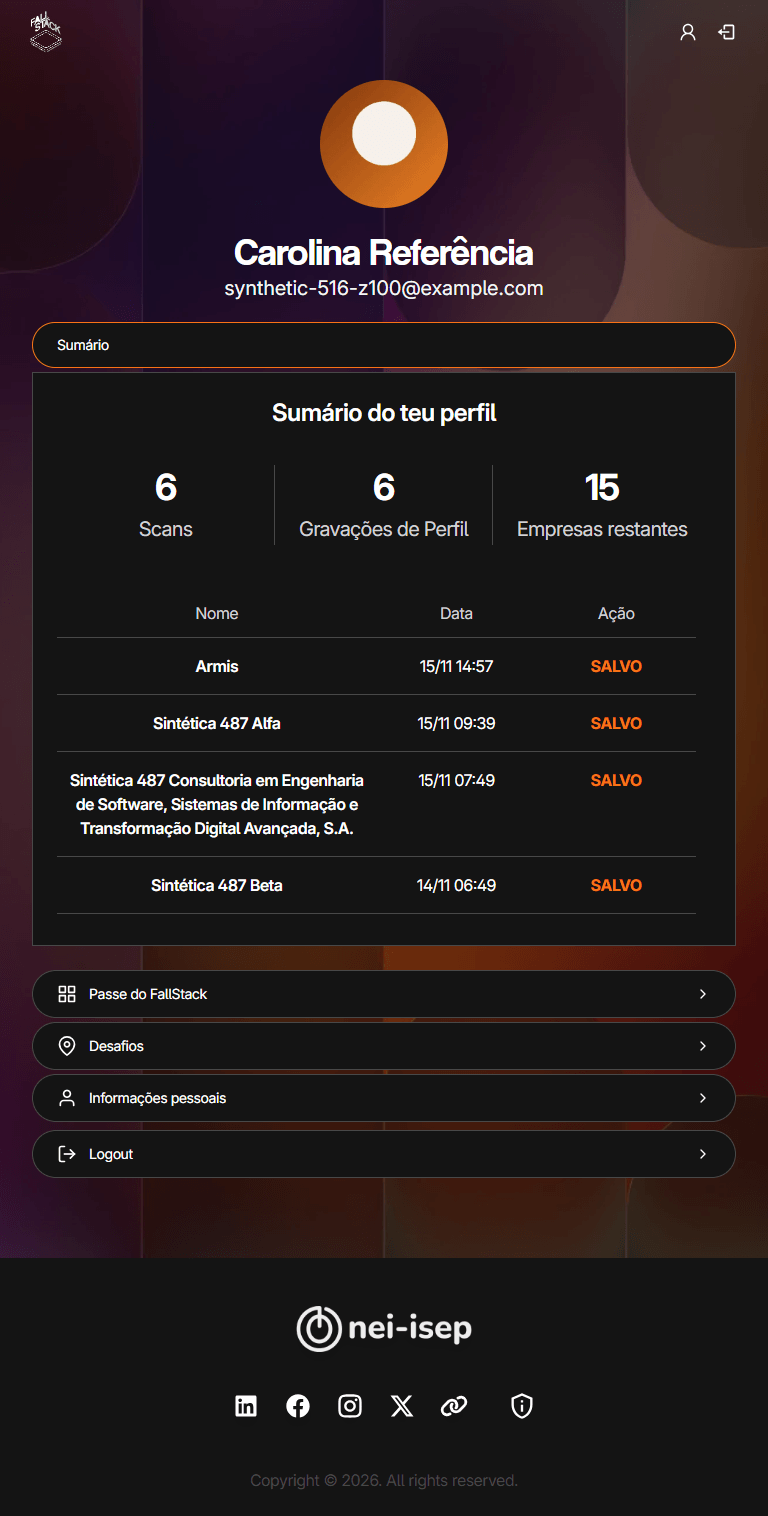 FALL
STACK
Carolina Referência
synthetic-516-z100@example.com
Sumário
Sumário do teu perfil
6 6 15
Scans Gravações de Perfil Empresas restantes
Nome Data Ação
Armis 15/11 14:57 SALVO
Sintética 487 Alfa 15/11 09:39 SALVO
Sintética 487 Consultoria em Engenharia 15/11 07:49 SALVO
de Software, Sistemas de Informação e
Transformação Digital Avançada, S.A.
Sintética 487 Beta 14/11 06:49 SALVO
Passe do FallStack
Desafios
Informações pessoais
Logout
nei-isep
Copyright © 2026. All rights reserved.